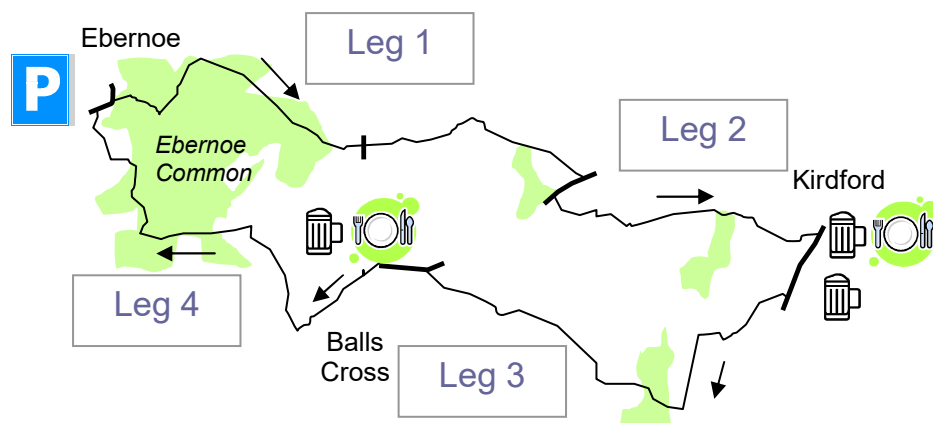 Ebernoe
Leg 1
P
Ebernoe
Common
Leg 2
Kirdford
Leg 4
Balls
Cross
Leg 3